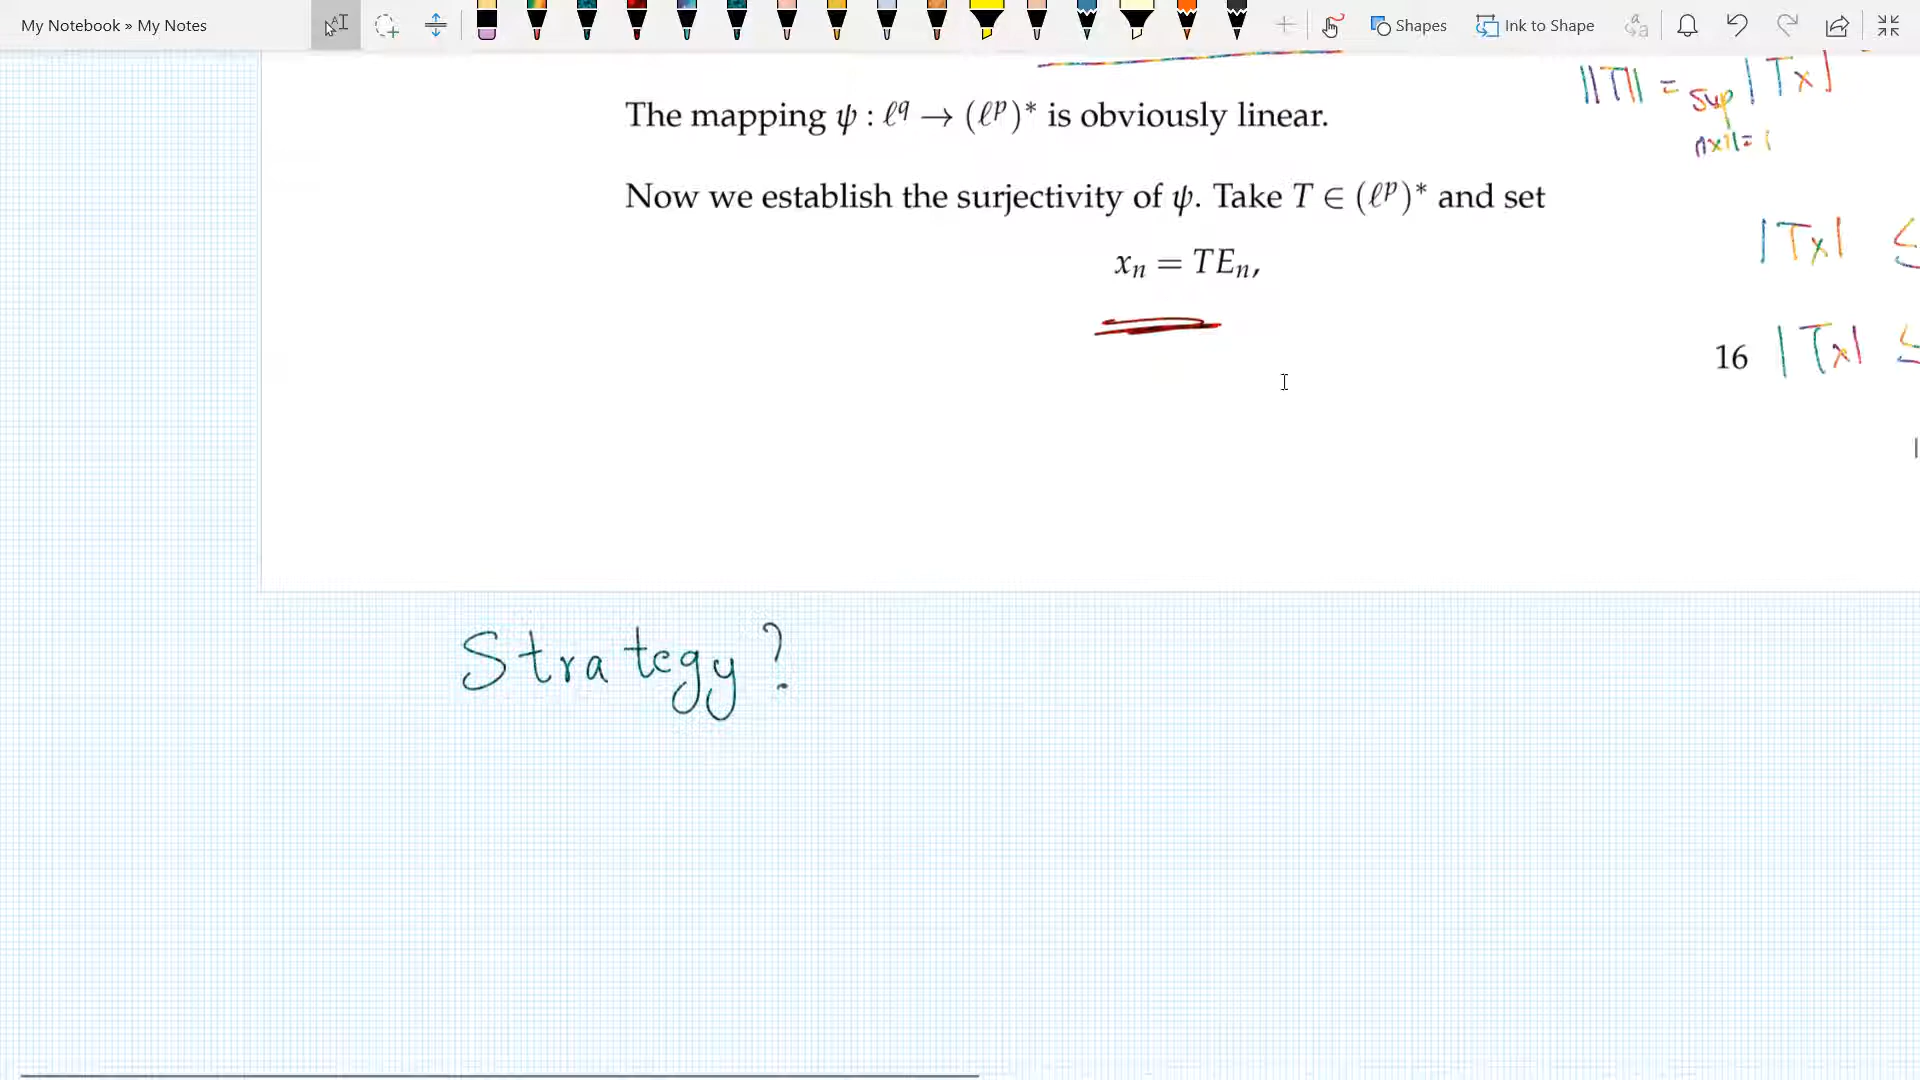 My Notebook » My Notes
Shapes
Ink to Shape
The mapping ψ : ℓ^q → (ℓ^p)* is obviously linear.
Now we establish the surjectivity of ψ. Take T ∈ (ℓ^p)* and set
x_n = TE_n,
16
||T|| = sup |Tx|
||x||=1
|Tx| ≤
|Tx| ≤
Strategy?